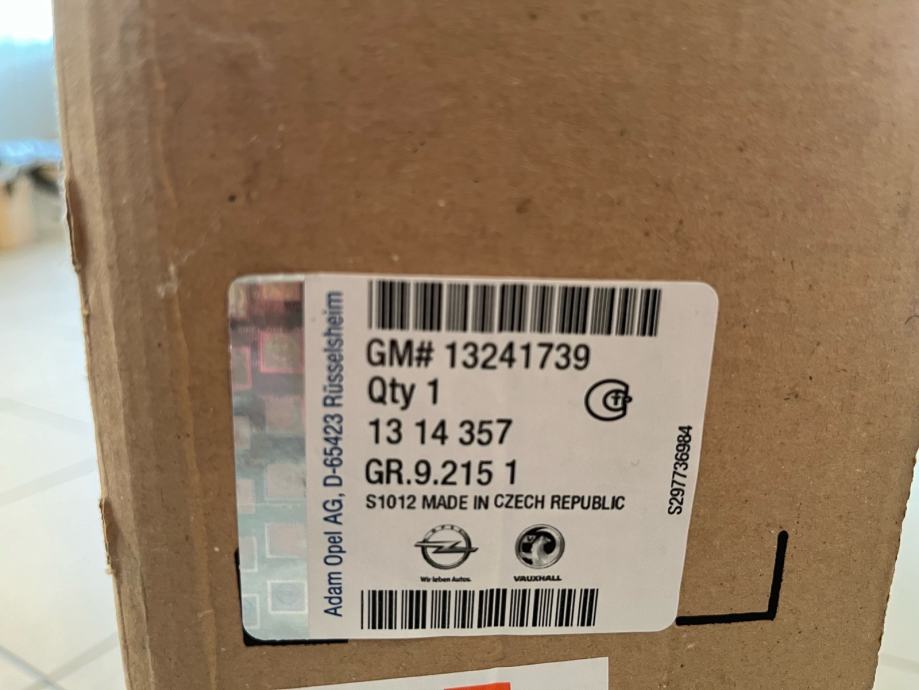 Adam Opel AG, D-65423 Rüsselsheim
GM# 13241739
Qty 1
13 14 357
GR.9.215 1
S1012 MADE IN CZECH REPUBLIC
S297736984
Wir leben Autos.
VAUXHALL